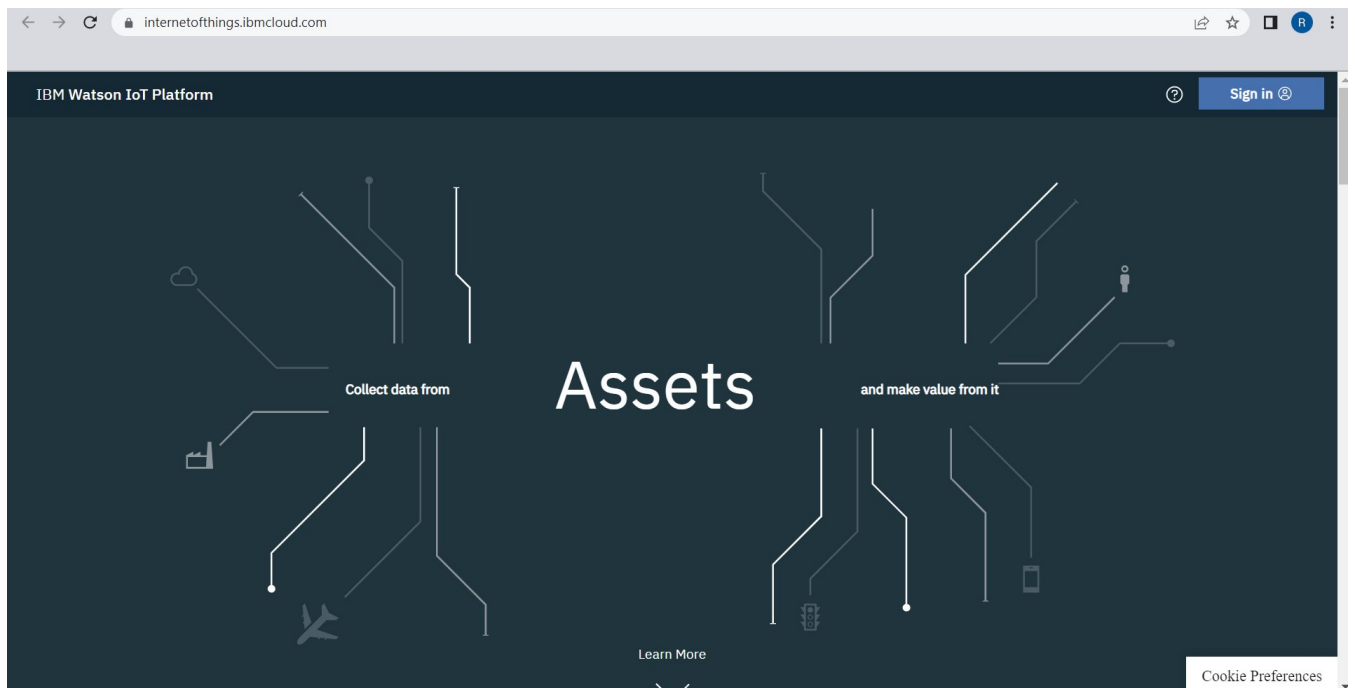 internetofthings.ibmcloud.com
R
IBM Watson IoT Platform
Sign in
Collect data from
Assets
and make value from it
Learn More
Cookie Preferences